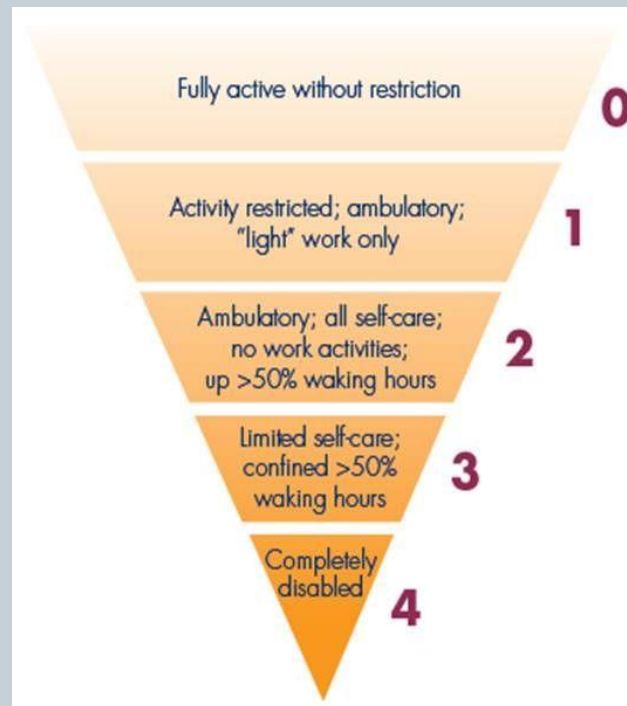 Fully active without restriction
0
Activity restricted; ambulatory;
"light" work only
1
Ambulatory; all self-care;
no work activities;
up >50% waking hours
2
Limited self-care;
confined >50%
waking hours
3
Completely
disabled
4